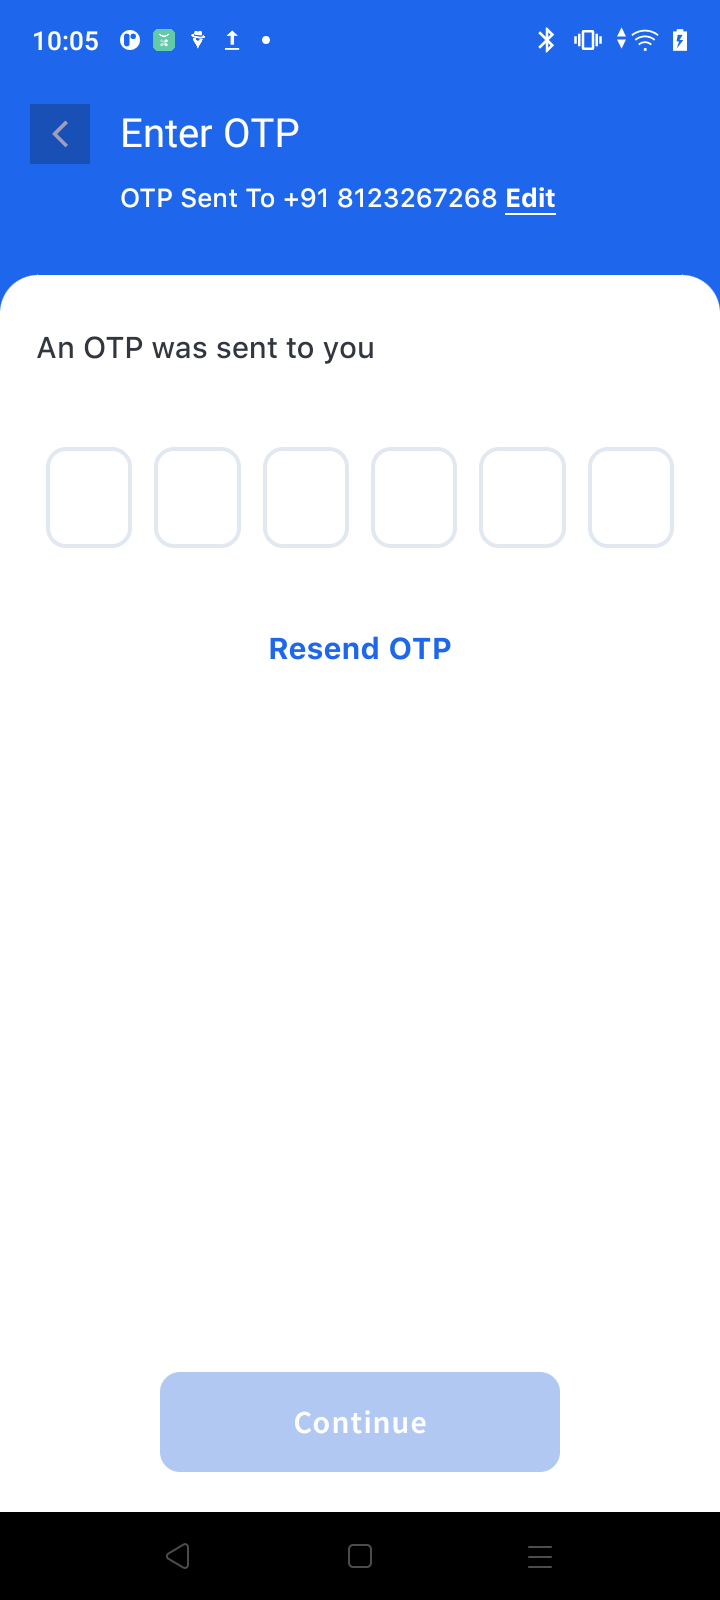 10:05
Enter OTP
OTP Sent To +91 8123267268 Edit
An OTP was sent to you
Resend OTP
Continue